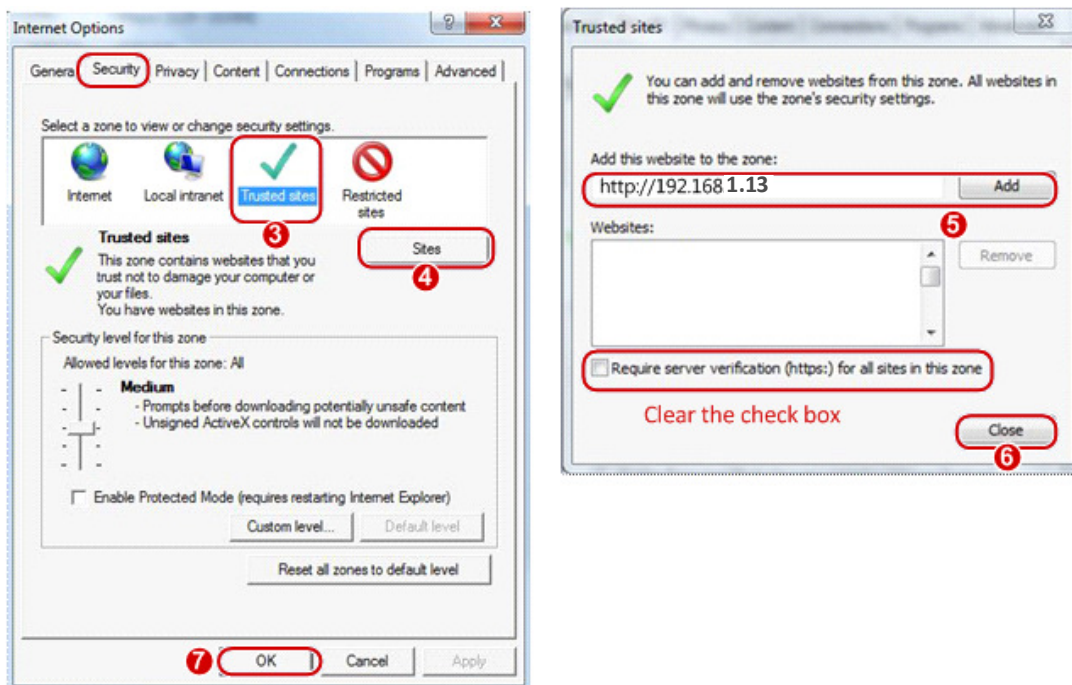 Internet Options
Genera Security Privacy Content Connections Programs Advanced
Select a zone to view or change security settings.
Internet Local intranet Trusted sites Restricted sites
3
Trusted sites
This zone contains websites that you
trust not to damage your computer or
your files.
You have websites in this zone.
Sites
4
Security level for this zone
Allowed levels for this zone: All
Medium
- Prompts before downloading potentially unsafe content
- Unsigned ActiveX controls will not be downloaded
Enable Protected Mode (requires restarting Internet Explorer)
Custom level... Default level
Reset all zones to default level
7 OK Cancel Apply
Trusted sites
You can add and remove websites from this zone. All websites in
this zone will use the zone's security settings.
Add this website to the zone:
http://192.168 1.13 Add
5
Websites:
Remove
Require server verification (https:) for all sites in this zone
Clear the check box
Close
6